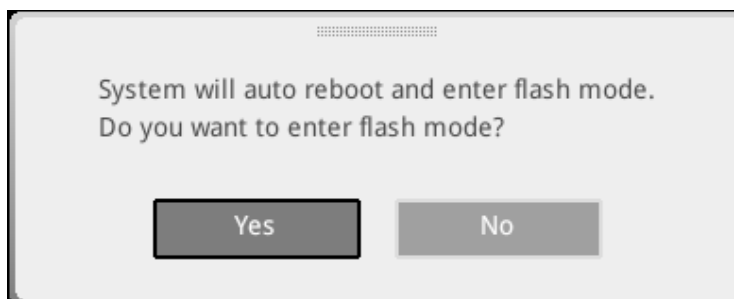 System will auto reboot and enter flash mode.
Do you want to enter flash mode?
Yes
No